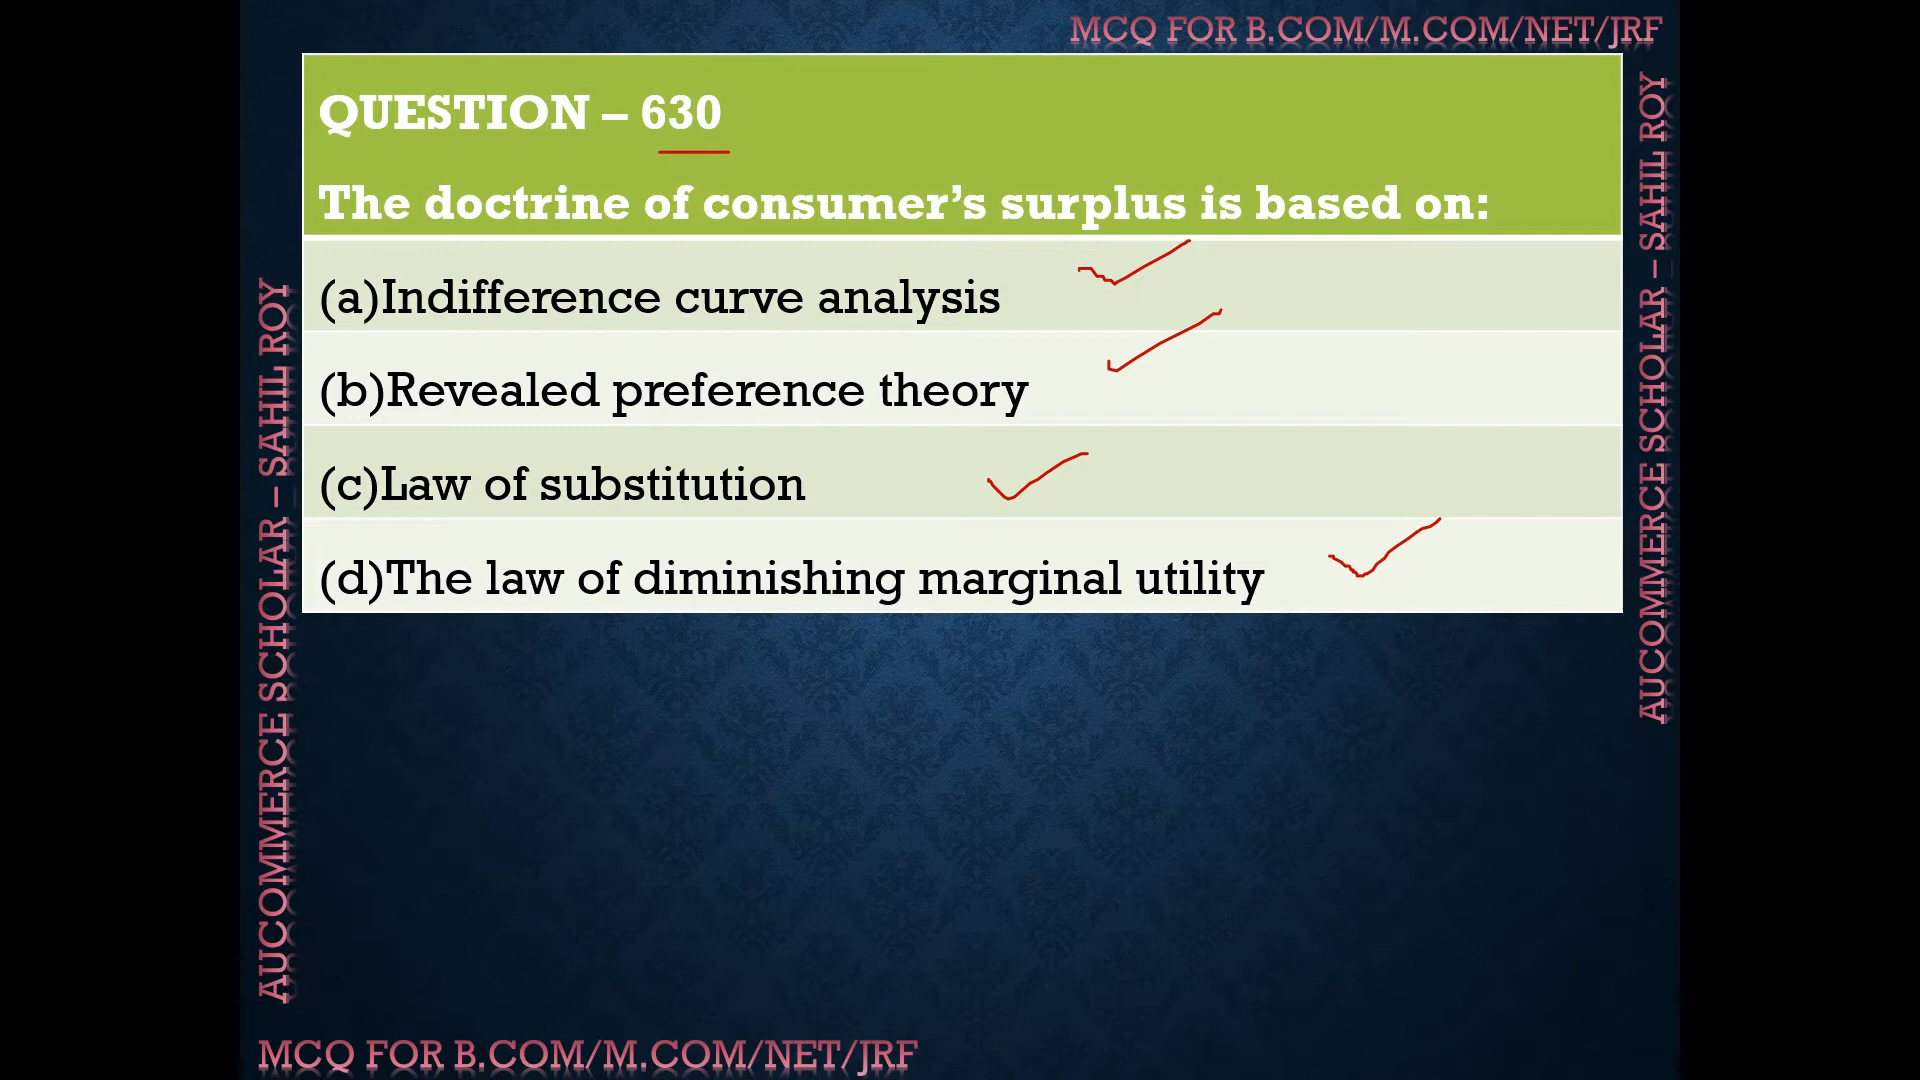 MCQ FOR B.COM/M.COM/NET/JRF
QUESTION – 630
The doctrine of consumer’s surplus is based on:
(a)Indifference curve analysis
(b)Revealed preference theory
(c)Law of substitution
(d)The law of diminishing marginal utility
AUCOMMERCE SCHOLAR – SAHIL ROY
AUCOMMERCE SCHOLAR – SAHIL ROY
MCQ FOR B.COM/M.COM/NET/JRF